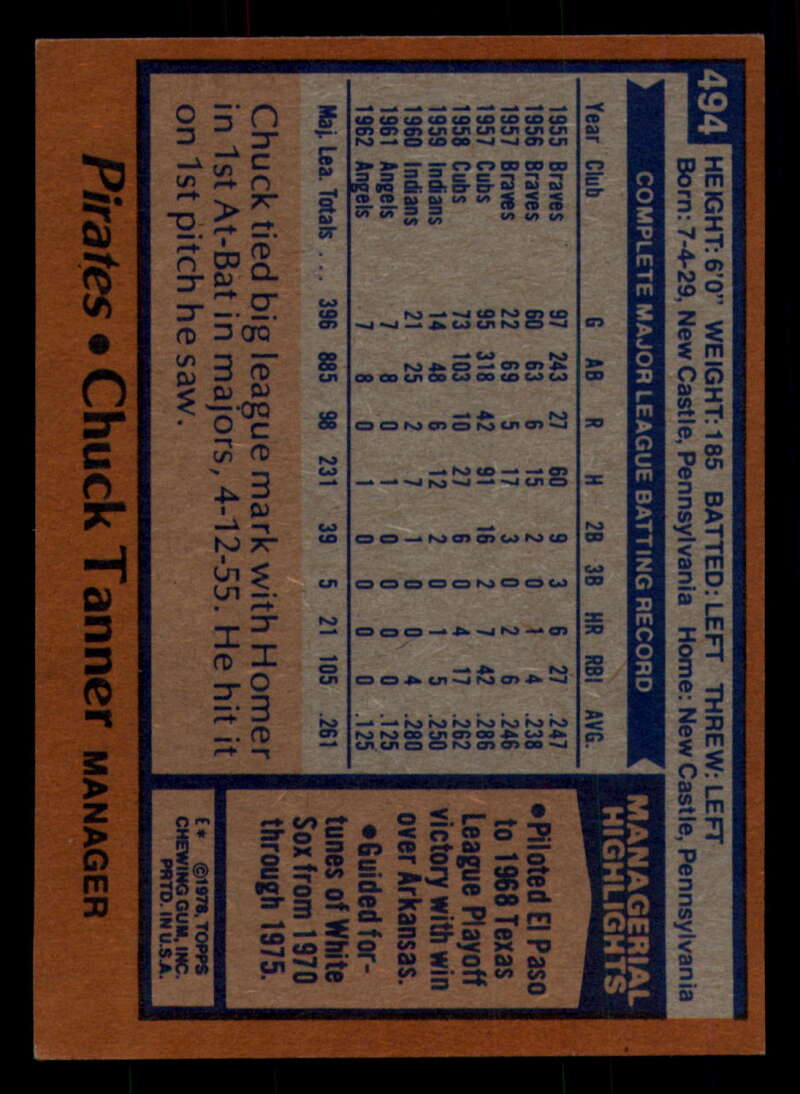 494
HEIGHT: 6'0" WEIGHT: 185 BATTED: LEFT THREW: LEFT
Born: 7-4-29, New Castle, Pennsylvania Home: New Castle, Pennsylvania
COMPLETE MAJOR LEAGUE BATTING RECORD
Year Club G AB R H 2B 3B HR RBI AVG.
1955 Braves 97 243 27 60 9 3 6 27 .247
1956 Braves 60 63 6 15 2 0 1 4 .238
1957 Braves 22 69 5 17 3 0 2 6 .246
1957 Cubs 95 318 42 91 16 2 7 42 .286
1958 Cubs 73 103 10 27 6 0 4 17 .262
1959 Indians 14 48 6 12 2 0 1 5 .250
1960 Indians 21 25 2 7 1 0 0 4 .280
1961 Angels 7 8 0 1 0 0 0 0 .125
1962 Angels 7 8 0 1 0 0 0 0 .125
Maj. Lea. Totals . . . 396 885 98 231 39 5 21 105 .261
Chuck tied big league mark with Homer
in 1st At-Bat in majors, 4-12-55. He hit it
on 1st pitch he saw.
MANAGERIAL
HIGHLIGHTS
•Piloted El Paso
to 1968 Texas
League Playoff
victory with win
over Arkansas.
•Guided for-
tunes of White
Sox from 1970
through 1975.
E* ©1978, TOPPS
CHEWING GUM, INC.
PRTD. IN U.S.A.
Pirates • Chuck Tanner MANAGER